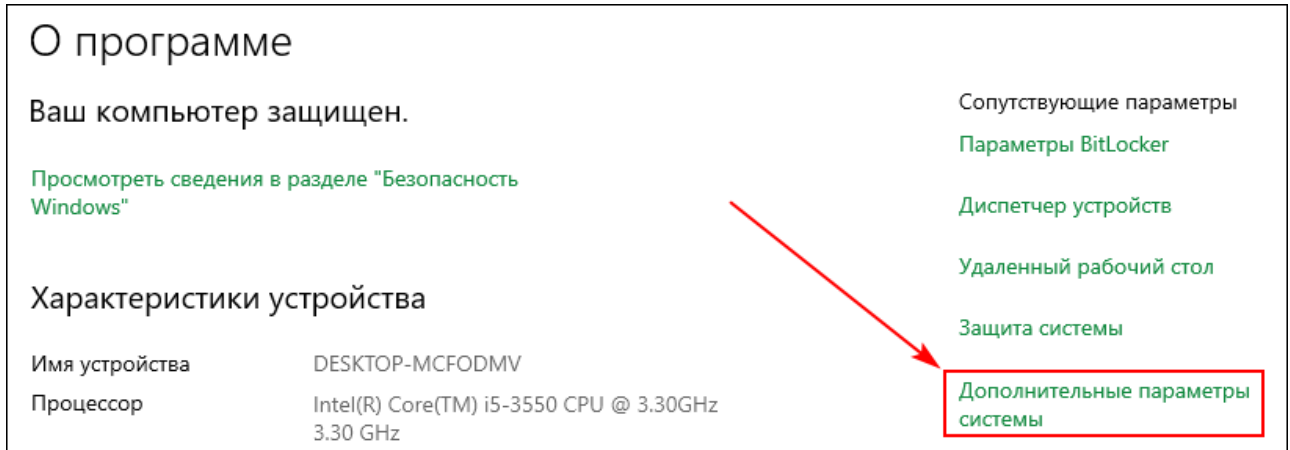 О программе
Ваш компьютер защищен.
Просмотреть сведения в разделе "Безопасность
Windows"
Характеристики устройства
Имя устройства DESKTOP-MCFODMV
Процессор Intel(R) Core(TM) i5-3550 CPU @ 3.30GHz
3.30 GHz
Сопутствующие параметры
Параметры BitLocker
Диспетчер устройств
Удаленный рабочий стол
Защита системы
Дополнительные параметры
системы